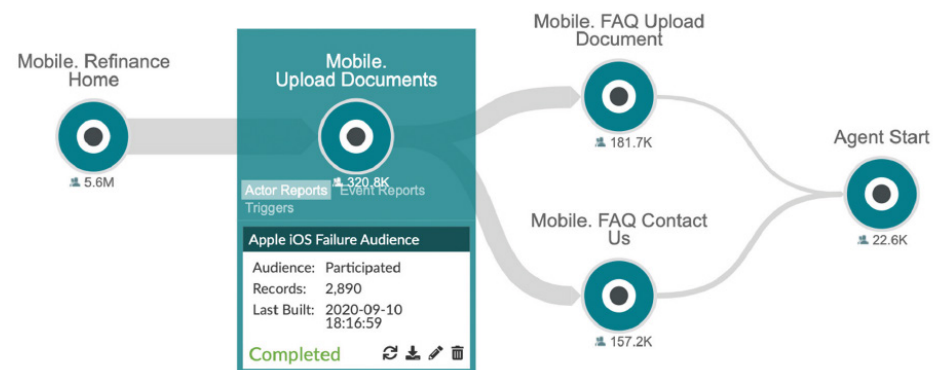 Mobile. Refinance
Home
5.6M
Mobile.
Upload Documents
320.8K
Actor Reports Event Reports
Triggers
Apple iOS Failure Audience
Audience: Participated
Records: 2,890
Last Built: 2020-09-10
18:16:59
Completed
Mobile. FAQ Upload
Document
181.7K
Mobile. FAQ Contact
Us
157.2K
Agent Start
22.6K